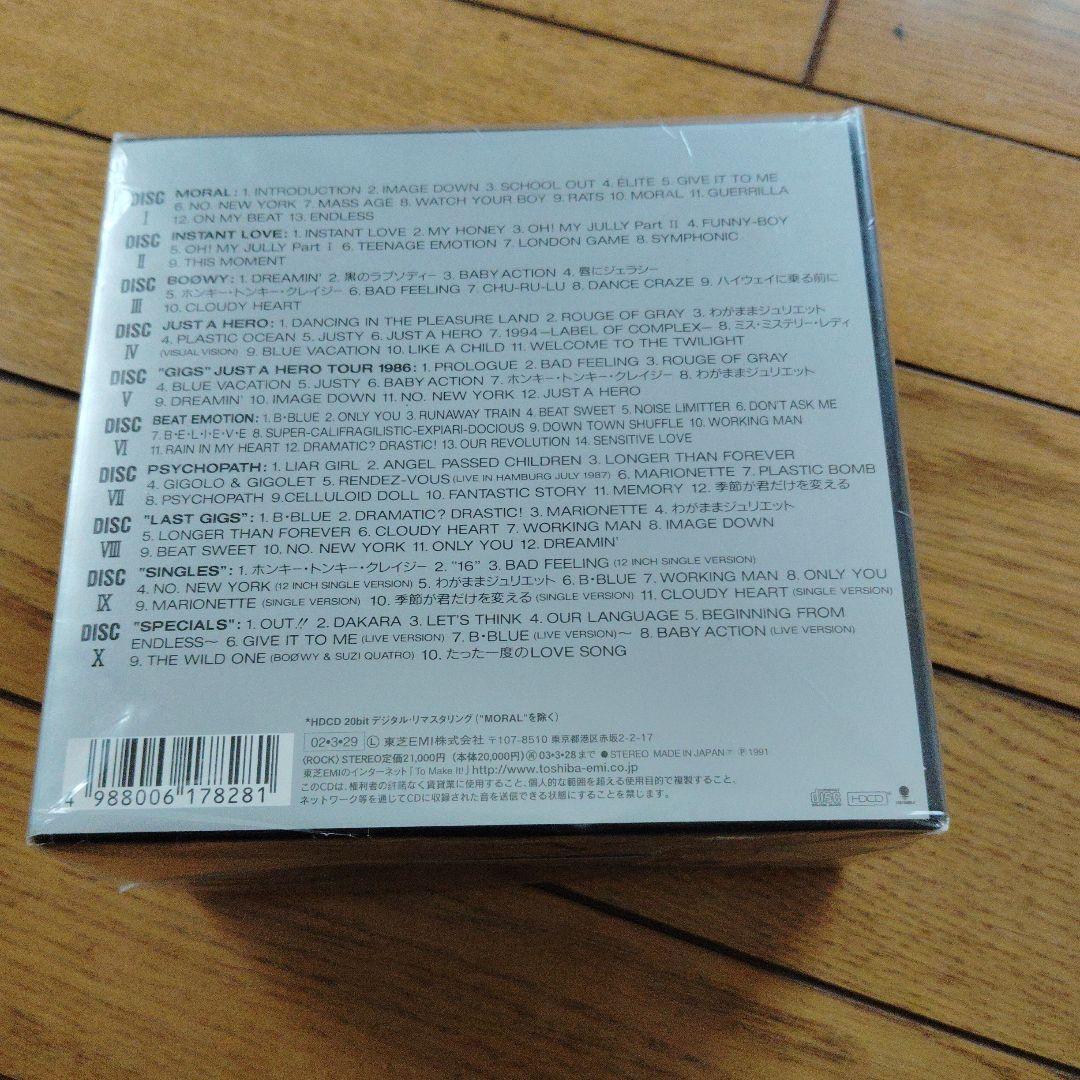 DISC I MORAL: 1. INTRODUCTION 2. IMAGE DOWN 3. SCHOOL OUT 4. ÉLITE 5. GIVE IT TO ME
6. NO. NEW YORK 7. MASS AGE 8. WATCH YOUR BOY 9. RATS 10. MORAL 11. GUERRILLA
12. ON MY BEAT 13. ENDLESS
DISC II INSTANT LOVE: 1. INSTANT LOVE 2. MY HONEY 3. OH! MY JULLY Part II 4. FUNNY-BOY
5. OH! MY JULLY Part I 6. TEENAGE EMOTION 7. LONDON GAME 8. SYMPHONIC
9. THIS MOMENT
DISC III BOØWY: 1. DREAMIN' 2. 黒のラプソディー 3. BABY ACTION 4. 唇にジェラシー
5. ホンキー・トンキー・クレイジー 6. BAD FEELING 7. CHU-RU-LU 8. DANCE CRAZE 9. ハイウェイに乗る前に
10. CLOUDY HEART
DISC IV JUST A HERO: 1. DANCING IN THE PLEASURE LAND 2. ROUGE OF GRAY 3. わがままジュリエット
4. PLASTIC OCEAN 5. JUSTY 6. JUST A HERO 7. 1994 –LABEL OF COMPLEX– 8. ミス・ミステリー・レディ
(VISUAL VISION) 9. BLUE VACATION 10. LIKE A CHILD 11. WELCOME TO THE TWILIGHT
DISC V "GIGS" JUST A HERO TOUR 1986: 1. PROLOGUE 2. BAD FEELING 3. ROUGE OF GRAY
4. BLUE VACATION 5. JUSTY 6. BABY ACTION 7. ホンキー・トンキー・クレイジー 8. わがままジュリエット
9. DREAMIN' 10. IMAGE DOWN 11. NO. NEW YORK 12. JUST A HERO
DISC VI BEAT EMOTION: 1. B・BLUE 2. ONLY YOU 3. RUNAWAY TRAIN 4. BEAT SWEET 5. NOISE LIMITTER 6. DON'T ASK ME
7. B・E・L・I・E・V・E 8. SUPER-CALIFRAGILISTIC-EXPIARI-DOCIOUS 9. DOWN TOWN SHUFFLE 10. WORKING MAN
11. RAIN IN MY HEART 12. DRAMATIC? DRASTIC! 13. OUR REVOLUTION 14. SENSITIVE LOVE
DISC VII PSYCHOPATH: 1. LIAR GIRL 2. ANGEL PASSED CHILDREN 3. LONGER THAN FOREVER
4. GIGOLO & GIGOLET 5. RENDEZ-VOUS (LIVE IN HAMBURG JULY 1987) 6. MARIONETTE 7. PLASTIC BOMB
8. PSYCHOPATH 9. CELLULOID DOLL 10. FANTASTIC STORY 11. MEMORY 12. 季節が君だけを変える
DISC VIII "LAST GIGS": 1. B・BLUE 2. DRAMATIC? DRASTIC! 3. MARIONETTE 4. わがままジュリエット
5. LONGER THAN FOREVER 6. CLOUDY HEART 7. WORKING MAN 8. IMAGE DOWN
9. BEAT SWEET 10. NO. NEW YORK 11. ONLY YOU 12. DREAMIN'
DISC IX "SINGLES": 1. ホンキー・トンキー・クレイジー 2. "16" 3. BAD FEELING (12 INCH SINGLE VERSION)
4. NO. NEW YORK (12 INCH SINGLE VERSION) 5. わがままジュリエット 6. B・BLUE 7. WORKING MAN 8. ONLY YOU
9. MARIONETTE (SINGLE VERSION) 10. 季節が君だけを変える (SINGLE VERSION) 11. CLOUDY HEART (SINGLE VERSION)
DISC X "SPECIALS": 1. OUT!! 2. DAKARA 3. LET'S THINK 4. OUR LANGUAGE 5. BEGINNING FROM
ENDLESS〜 6. GIVE IT TO ME (LIVE VERSION) 7. B・BLUE (LIVE VERSION)〜 8. BABY ACTION (LIVE VERSION)
9. THE WILD ONE (BOØWY & SUZI QUATRO) 10. たった一度のLOVE SONG
*HDCD 20bit デジタル・リマスタリング ("MORAL"を除く)
02・3・29 Ⓛ 東芝EMI株式会社 〒107-8510 東京都港区赤坂2-2-17
(ROCK) STEREO 定価21,000円 (本体20,000円) 再 03・3・28まで ●STEREO MADE IN JAPAN Ⓟ 1991
東芝EMIのインターネット「To Make It!」http://www.toshiba-emi.co.jp
このCDは、権利者の許諾なく賃貸業に使用すること、個人的な範囲を超える使用目的で複製すること、
ネットワーク等を通じてCDに収録された音を送信できる状態にすることを禁じます。
4 988006 178281
COMPACT DISC HDCD